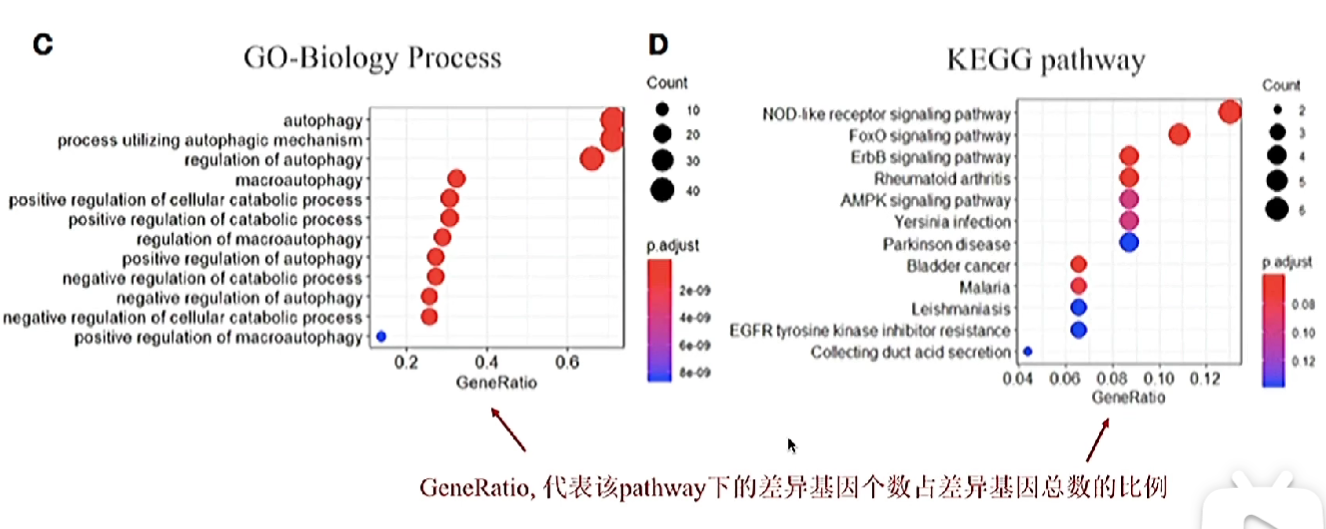 C
GO-Biology Process
autophagy
process utilizing autophagic mechanism
regulation of autophagy
macroautophagy
positive regulation of cellular catabolic process
positive regulation of catabolic process
regulation of macroautophagy
positive regulation of autophagy
negative regulation of catabolic process
negative regulation of autophagy
negative regulation of cellular catabolic process
positive regulation of macroautophagy
0.2 0.4 0.6
GeneRatio
Count
10
20
30
40
p.adjust
2e-09
4e-09
6e-09
8e-09
D
KEGG pathway
NOD-like receptor signaling pathway
FoxO signaling pathway
ErbB signaling pathway
Rheumatoid arthritis
AMPK signaling pathway
Yersinia infection
Parkinson disease
Bladder cancer
Malaria
Leishmaniasis
EGFR tyrosine kinase inhibitor resistance
Collecting duct acid secretion
0.04 0.06 0.08 0.10 0.12
GeneRatio
Count
2
3
4
5
6
p.adjust
0.08
0.10
0.12
GeneRatio, 代表该pathway下的差异基因个数占差异基因总数的比例